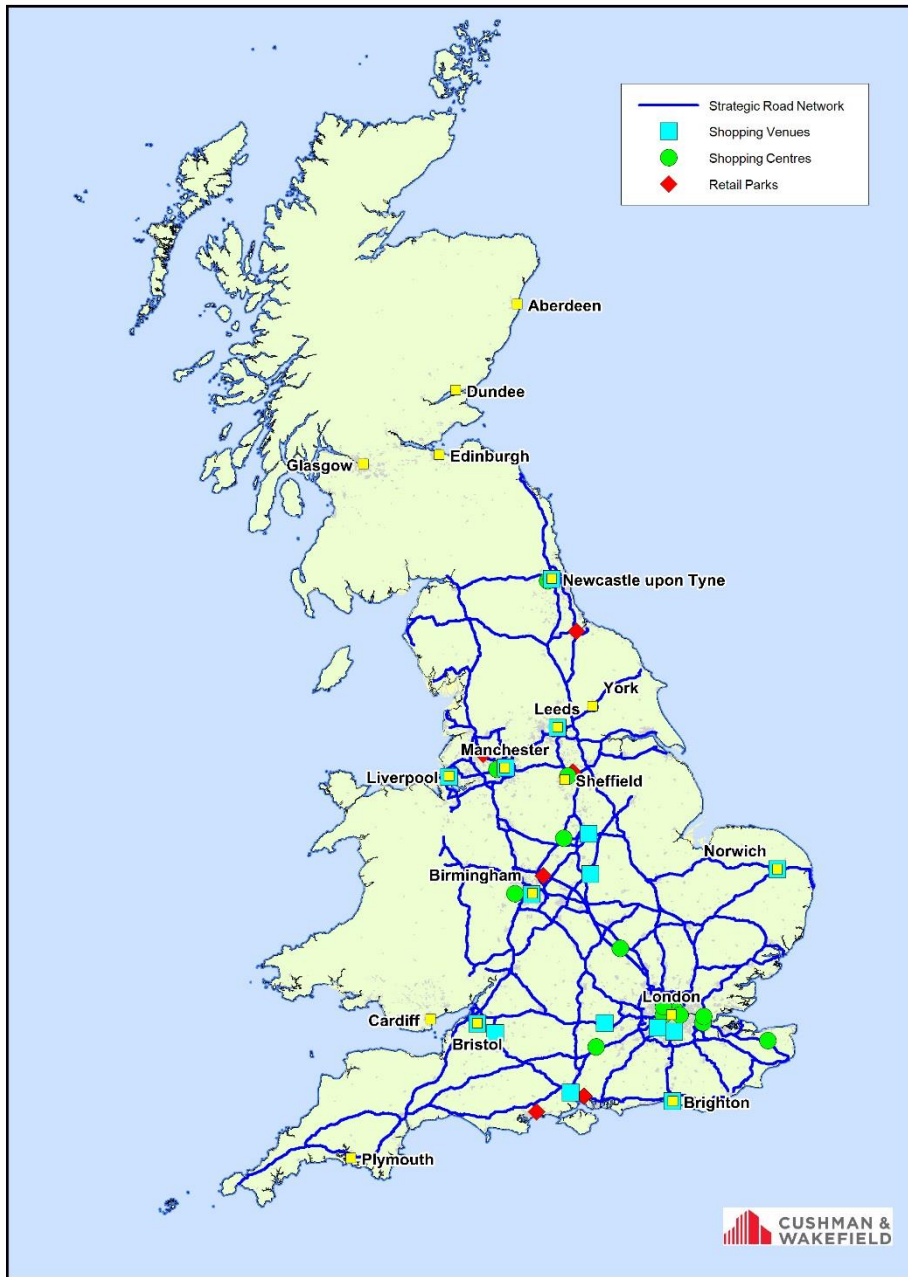 Strategic Road Network
Shopping Venues
Shopping Centres
Retail Parks
Aberdeen
Dundee
Edinburgh
Glasgow
Newcastle upon Tyne
York
Leeds
Manchester
Liverpool
Sheffield
Norwich
Birmingham
London
Cardiff
Bristol
Brighton
Plymouth
CUSHMAN &
WAKEFIELD